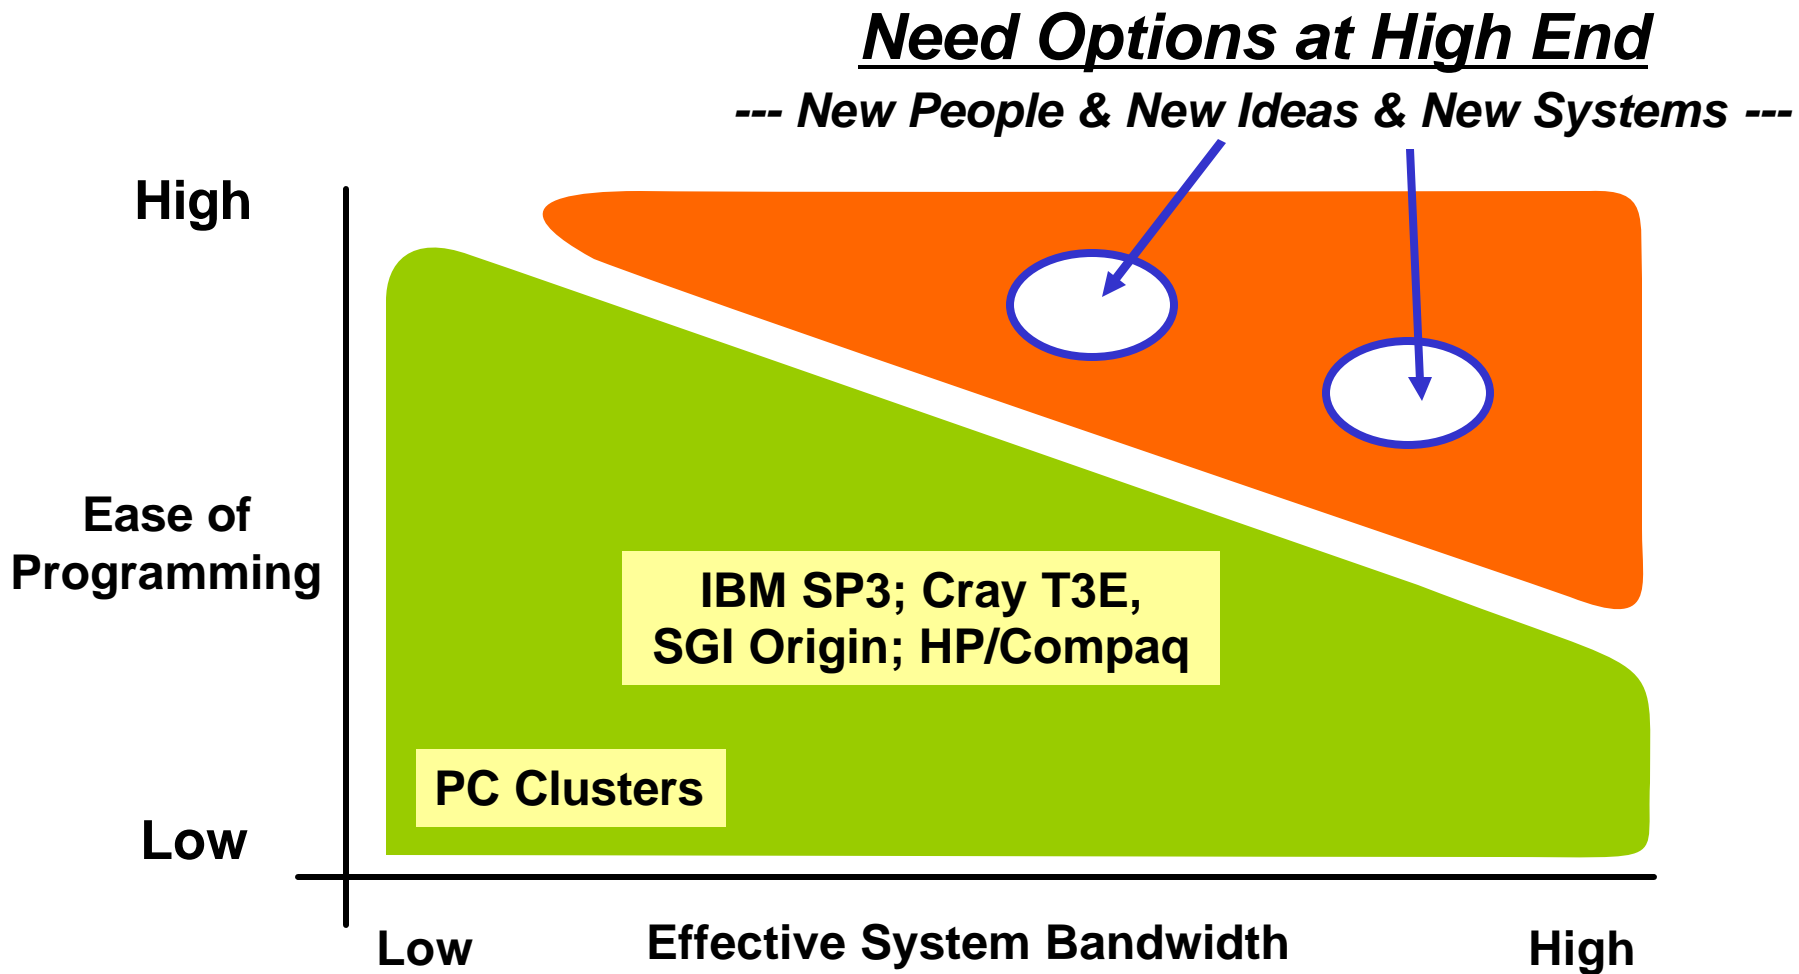 Need Options at High End
--- New People & New Ideas & New Systems ---
High
Ease of
Programming
IBM SP3; Cray T3E,
SGI Origin; HP/Compaq
PC Clusters
Low
Low
Effective System Bandwidth
High